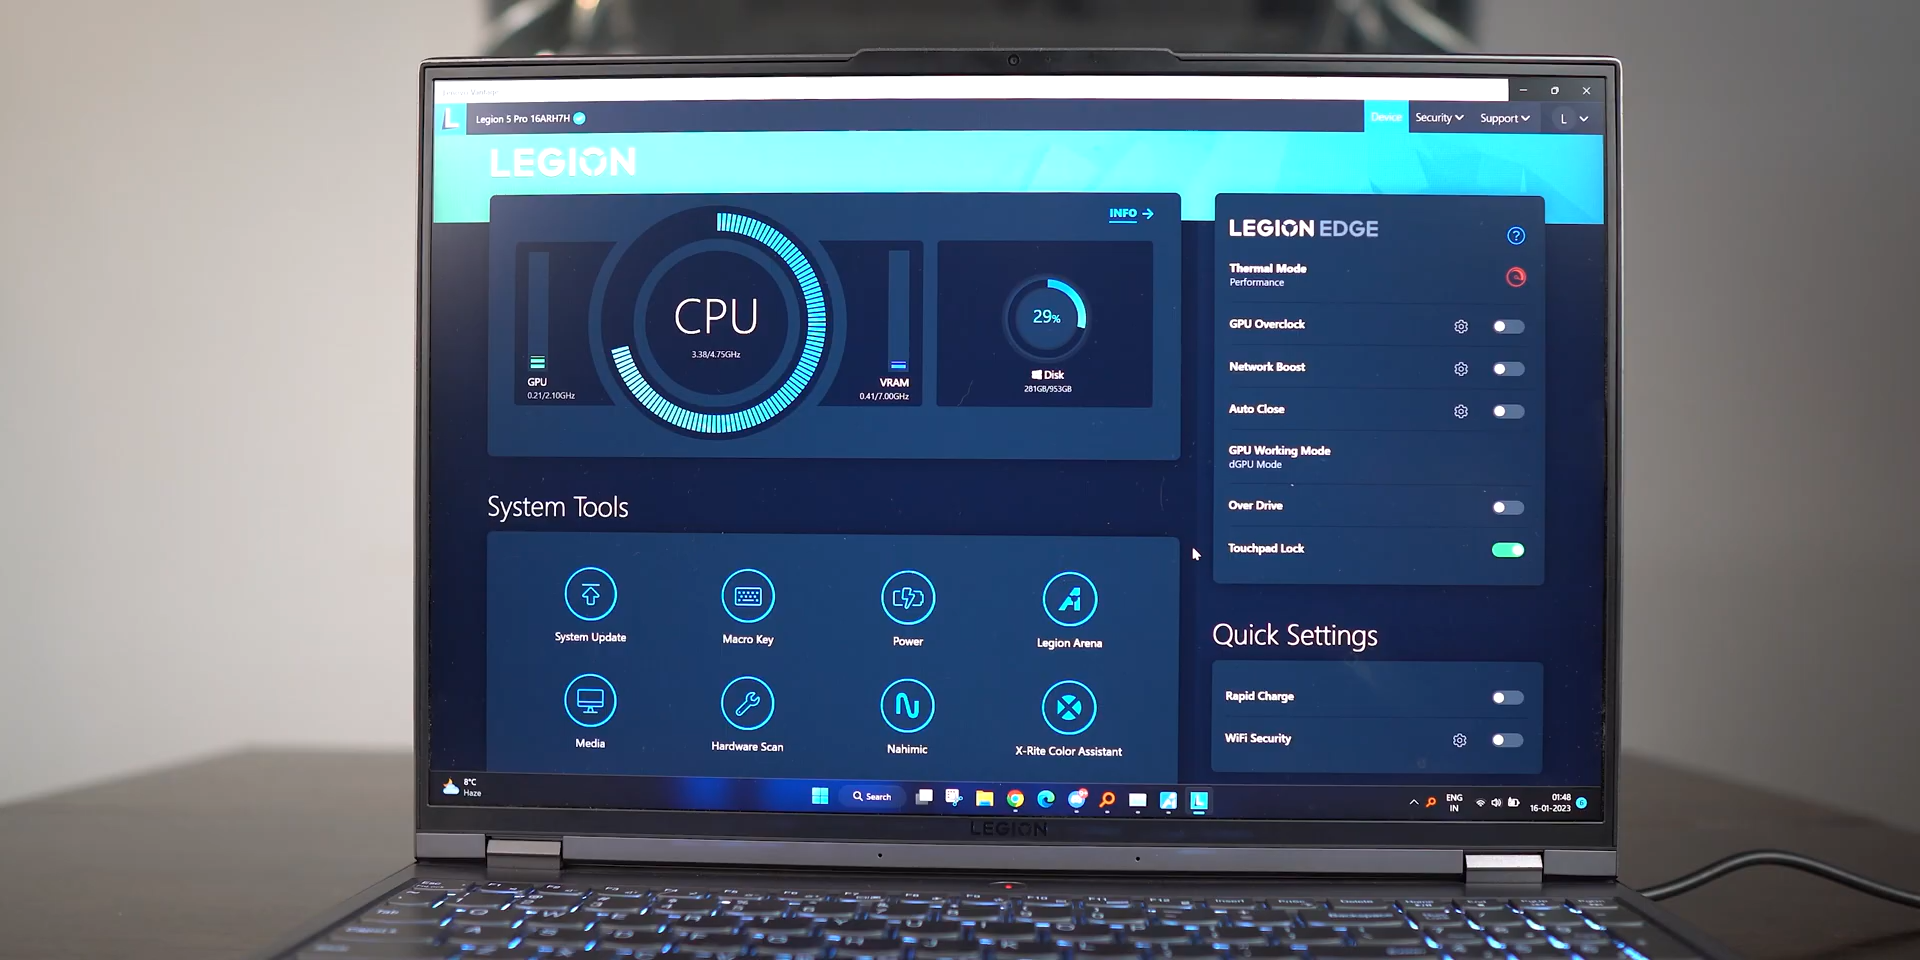 Lenovo Vantage
Legion 5 Pro 16ARH7H
Device
Security
Support
L
LEGION
INFO
CPU
3.38/4.75GHz
GPU
0.21/2.10GHz
VRAM
0.41/7.00GHz
29%
Disk
281GB/953GB
LEGION EDGE
Thermal Mode
Performance
GPU Overclock
Network Boost
Auto Close
GPU Working Mode
dGPU Mode
Over Drive
Touchpad Lock
System Tools
System Update
Macro Key
Power
Legion Arena
Media
Hardware Scan
Nahimic
X-Rite Color Assistant
Quick Settings
Rapid Charge
WiFi Security
8°C
Haze
Search
ENG
IN
01:48
16-01-2023
LEGION